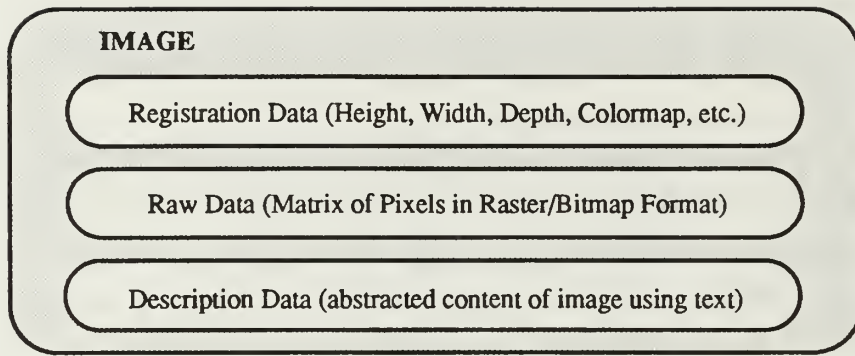 IMAGE
Registration Data (Height, Width, Depth, Colormap, etc.)
Raw Data (Matrix of Pixels in Raster/Bitmap Format)
Description Data (abstracted content of image using text)